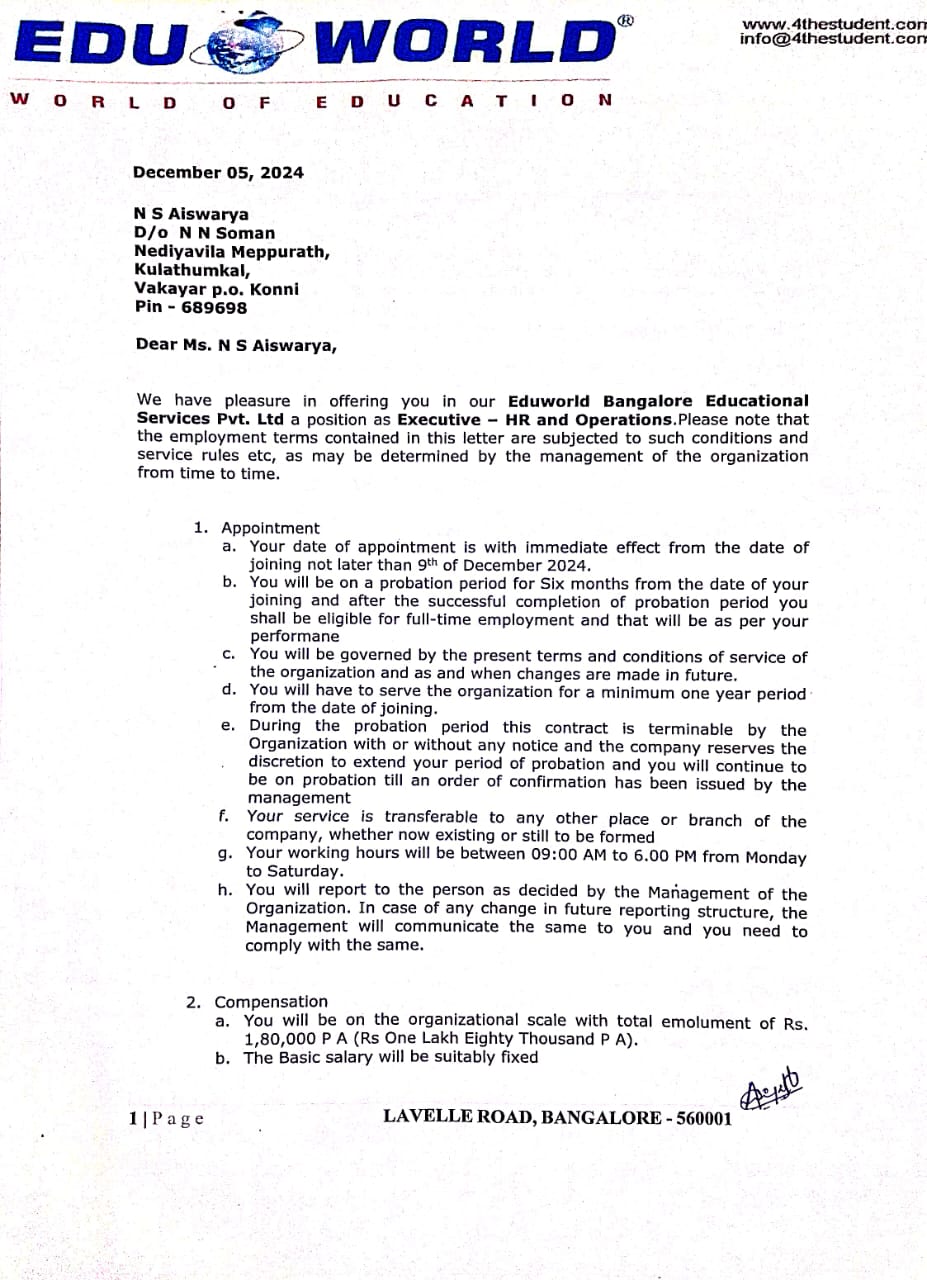 EDU WORLD®
www.4thestudent.com
info@4thestudent.com
WORLD OF EDUCATION
December 05, 2024
N S Aiswarya
D/o N N Soman
Nediyavila Meppurath,
Kulathumkal,
Vakayar p.o. Konni
Pin - 689698
Dear Ms. N S Aiswarya,
We have pleasure in offering you in our Eduworld Bangalore Educational
Services Pvt. Ltd a position as Executive – HR and Operations.Please note that
the employment terms contained in this letter are subjected to such conditions and
service rules etc, as may be determined by the management of the organization
from time to time.
1. Appointment
a. Your date of appointment is with immediate effect from the date of
joining not later than 9th of December 2024.
b. You will be on a probation period for Six months from the date of your
joining and after the successful completion of probation period you
shall be eligible for full-time employment and that will be as per your
performane
c. You will be governed by the present terms and conditions of service of
the organization and as and when changes are made in future.
d. You will have to serve the organization for a minimum one year period
from the date of joining.
e. During the probation period this contract is terminable by the
Organization with or without any notice and the company reserves the
discretion to extend your period of probation and you will continue to
be on probation till an order of confirmation has been issued by the
management
f. Your service is transferable to any other place or branch of the
company, whether now existing or still to be formed
g. Your working hours will be between 09:00 AM to 6.00 PM from Monday
to Saturday.
h. You will report to the person as decided by the Management of the
Organization. In case of any change in future reporting structure, the
Management will communicate the same to you and you need to
comply with the same.
2. Compensation
a. You will be on the organizational scale with total emolument of Rs.
1,80,000 P A (Rs One Lakh Eighty Thousand P A).
b. The Basic salary will be suitably fixed
1 | Page
LAVELLE ROAD, BANGALORE - 560001